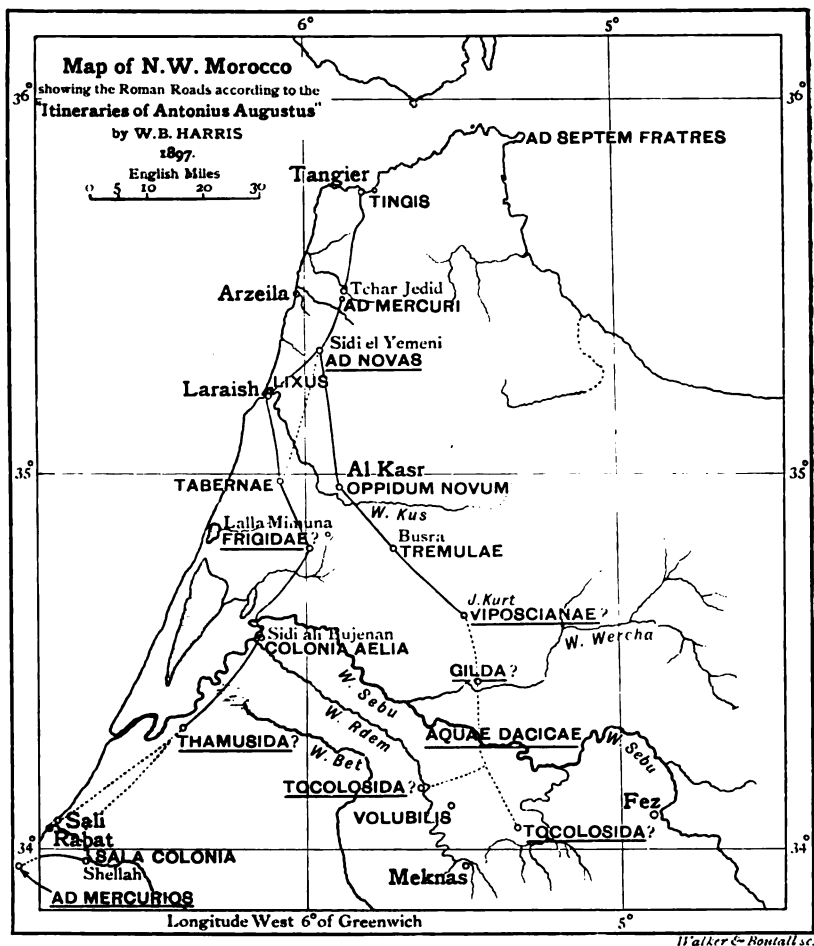 6° 5°
Map of N.W. Morocco
showing the Roman Roads according to the
"Itineraries of Antonius Augustus"
by W.B. HARRIS
1897.
English Miles
0 5 10 20 30
36° 36°
AD SEPTEM FRATRES
Tangier
TINGIS
Arzeila
Tchar Jedid
AD MERCURI
Sidi el Yemeni
AD NOVAS
Laraish
LIXUS
35° 35°
Al Kasr
TABERNAE
OPPIDUM NOVUM
W. Kus
Lalla Mimuna
FRIGIDAE?
Busra
TREMULAE
J. Kurt
VIPOSCIANAE?
W. Wercha
Sidi ali Bujenan
COLONIA AELIA
GILDA?
W. Sebu
W. Rdem
THAMUSIDA?
W. Bet
AQUAE DACICAE
W. Sebu
TOCOLOSIDA?
VOLUBILIS
Fez
Sali
Rabat
TOCOLOSIDA?
34° 34°
SALA COLONIA
Shellah
Meknas
AD MERCURIOS
Longitude West 6° of Greenwich
5°
Walker & Boutall sc.